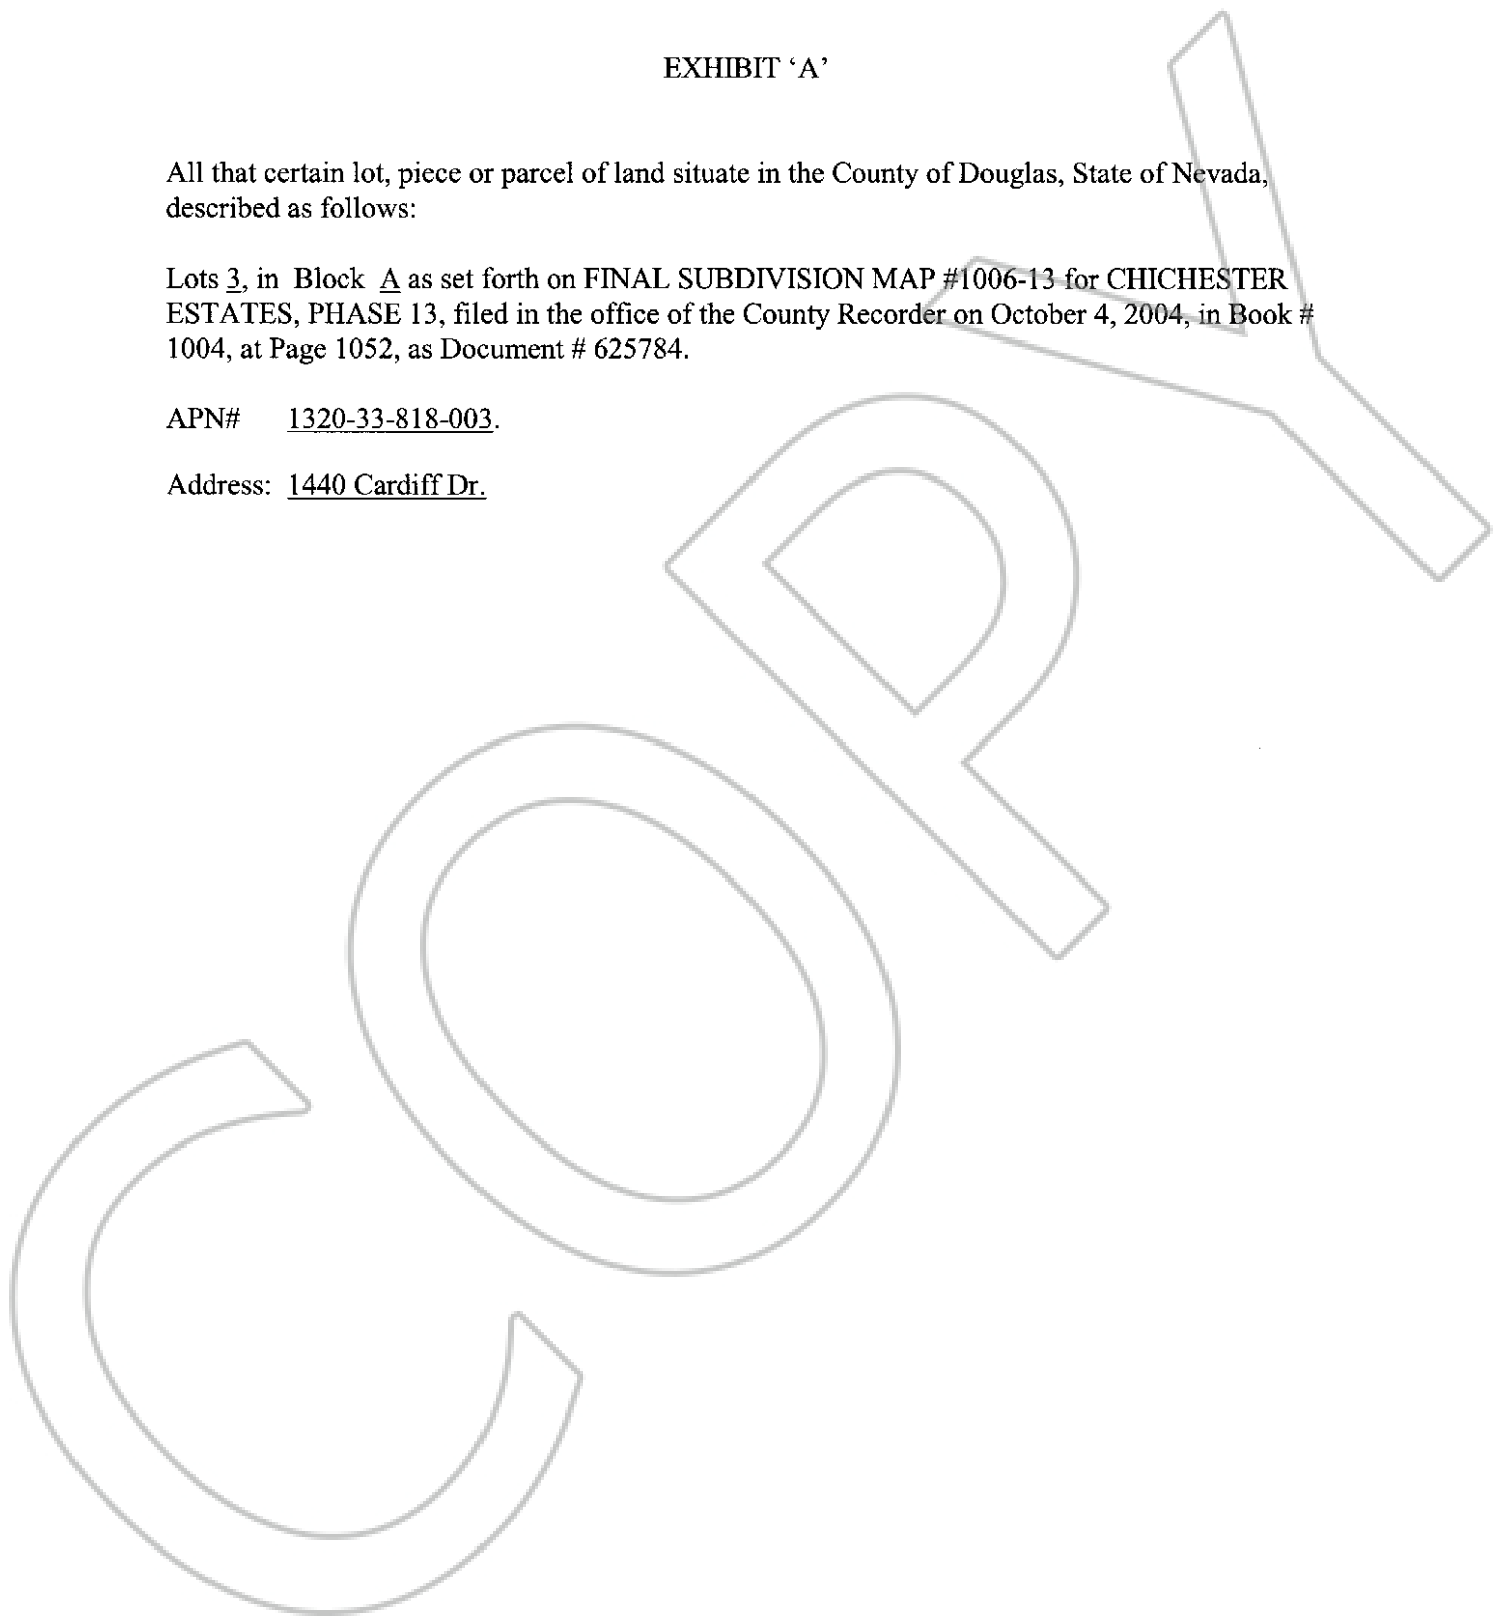 EXHIBIT ‘A’
All that certain lot, piece or parcel of land situate in the County of Douglas, State of Nevada,
described as follows:
Lots 3, in Block A as set forth on FINAL SUBDIVISION MAP #1006-13 for CHICHESTER
ESTATES, PHASE 13, filed in the office of the County Recorder on October 4, 2004, in Book #
1004, at Page 1052, as Document # 625784.
APN# 1320-33-818-003.
Address: 1440 Cardiff Dr.
COPY